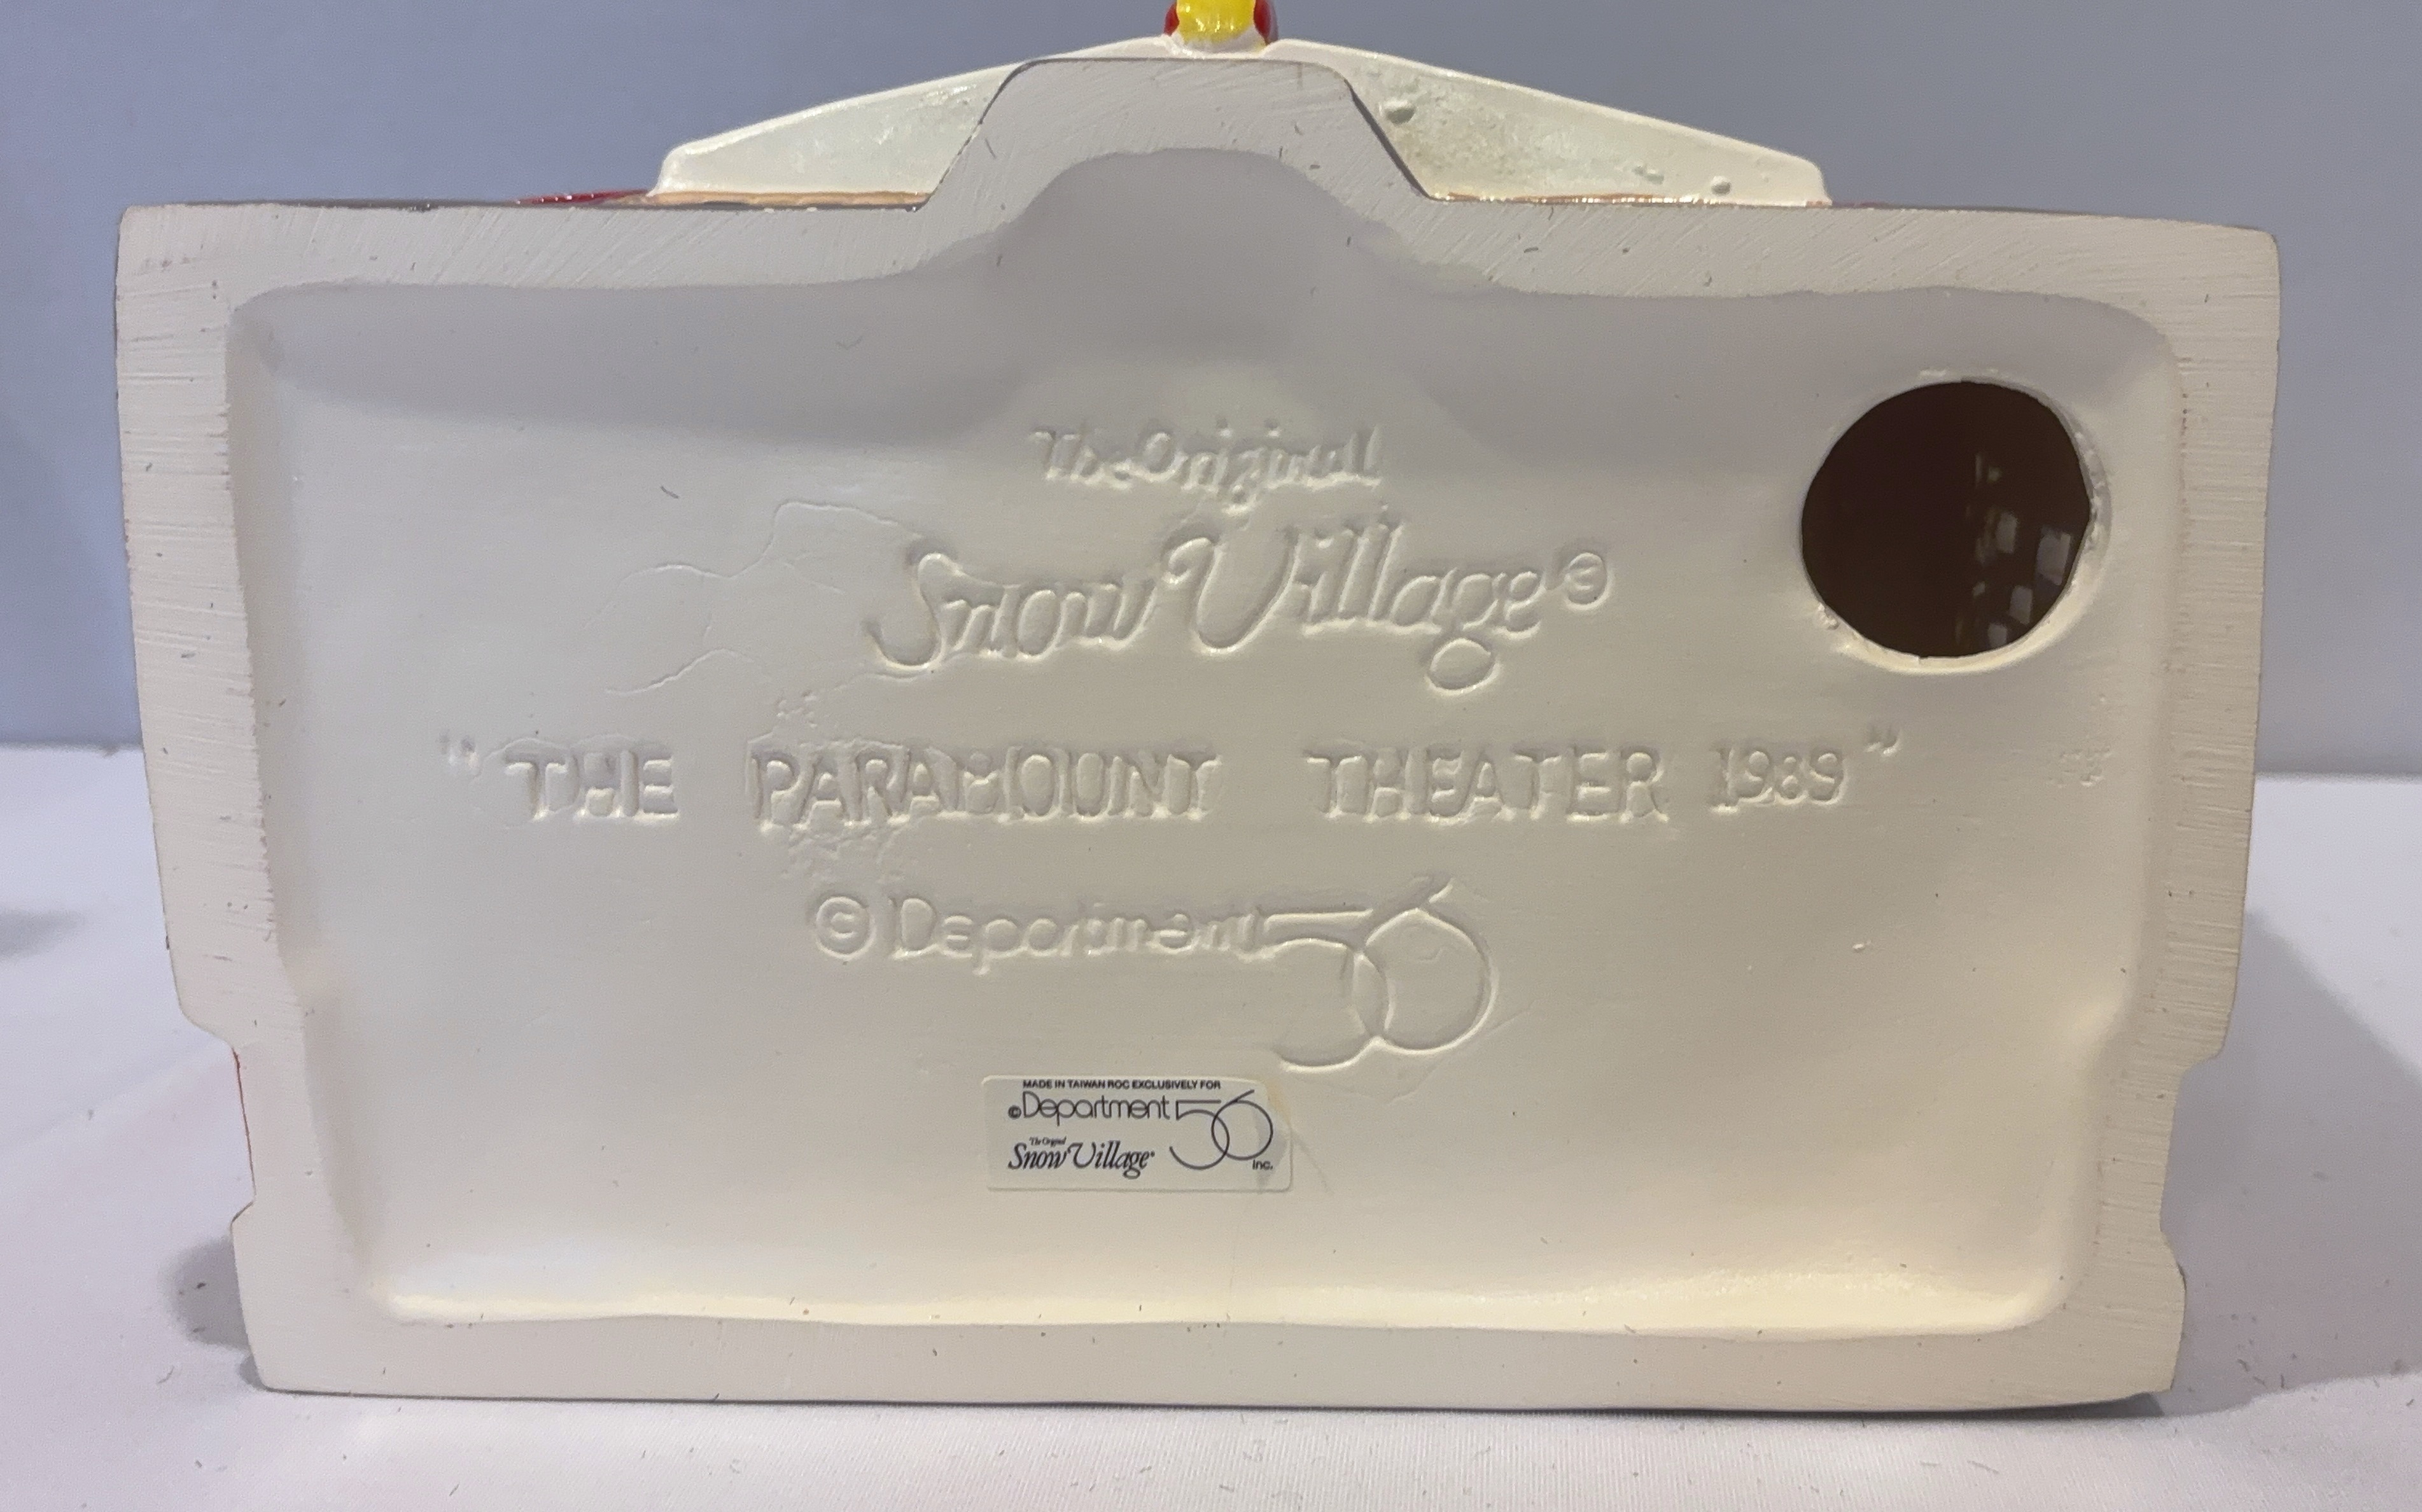 The Original
Snow Village ©
"THE PARAMOUNT THEATER 1989"
© Department 56
MADE IN TAIWAN ROC EXCLUSIVELY FOR
© Department 56
The Original
Snow Village®
Inc.